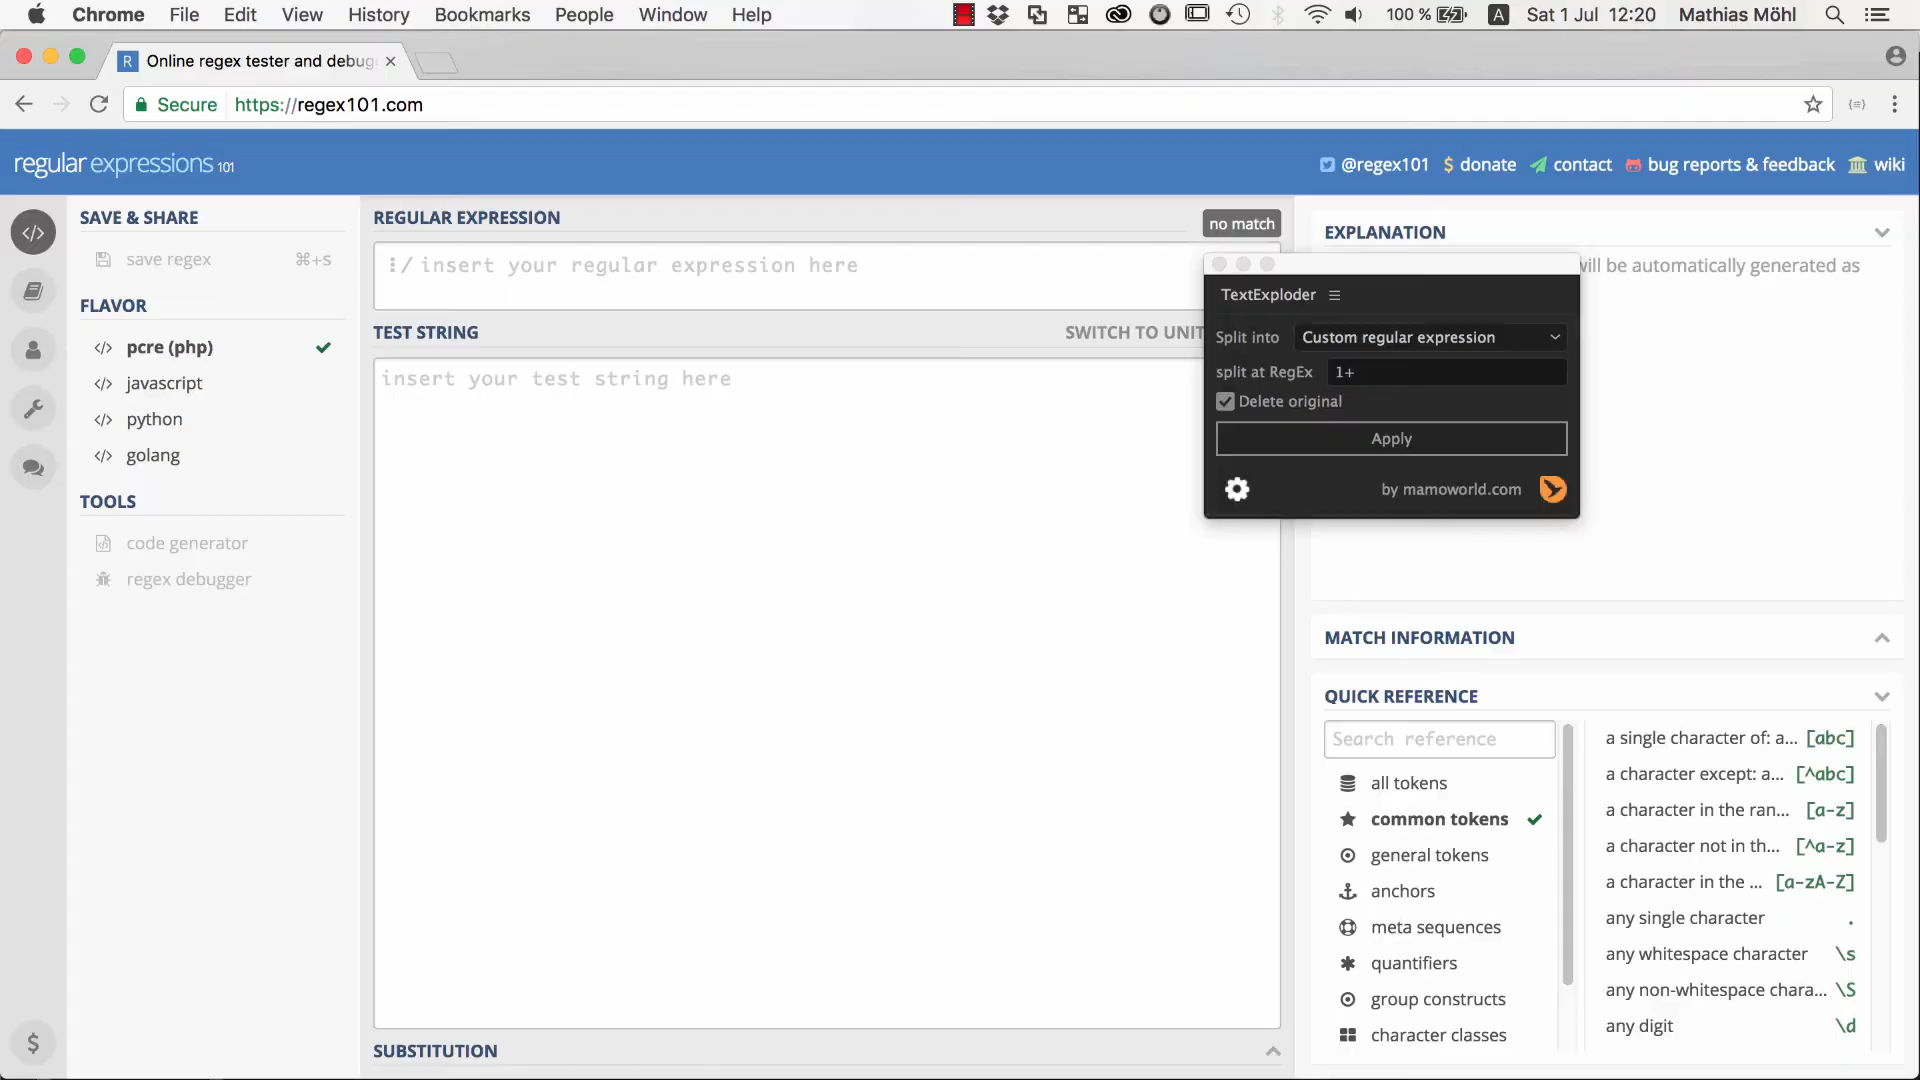 Chrome File Edit View History Bookmarks People Window Help 100 % A Sat 1 Jul 12:20 Mathias Möhl
R Online regex tester and debug
Secure https://regex101.com
regular expressions 101 @regex101 $ donate contact bug reports & feedback wiki
SAVE & SHARE
save regex ⌘+s
FLAVOR
</> pcre (php)
</> javascript
</> python
</> golang
TOOLS
code generator
regex debugger
$
REGULAR EXPRESSION no match
/ insert your regular expression here
TEST STRING SWITCH TO UNIT
insert your test string here
SUBSTITUTION
TextExploder
Split into Custom regular expression
split at RegEx 1+
Delete original
Apply
by mamoworld.com
EXPLANATION
will be automatically generated as
MATCH INFORMATION
QUICK REFERENCE
Search reference
all tokens
common tokens
general tokens
anchors
meta sequences
quantifiers
group constructs
character classes
a single character of: a... [abc]
a character except: a... [^abc]
a character in the ran... [a-z]
a character not in th... [^a-z]
a character in the ... [a-zA-Z]
any single character .
any whitespace character \s
any non-whitespace chara... \S
any digit \d